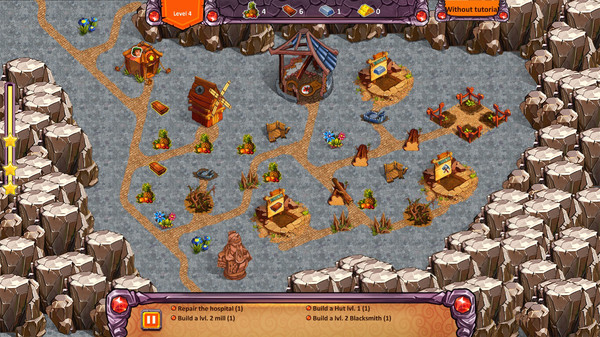 Level 4
4
6
1
0
Without tutorial
Repair the hospital (1)
Build a Hut lvl. 1 (1)
Build a lvl. 2 mill (1)
Build a lvl. 2 Blacksmith (1)